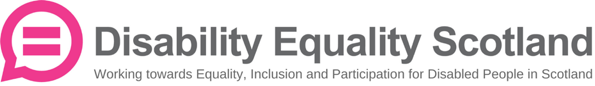 Disability Equality Scotland
Working towards Equality, Inclusion and Participation for Disabled People in Scotland